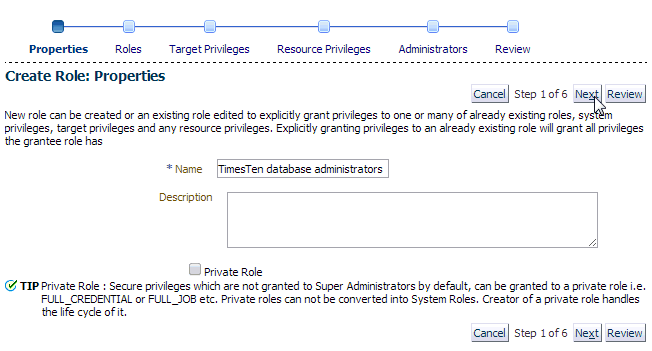 Properties Roles Target Privileges Resource Privileges Administrators Review
Create Role: Properties
Cancel Step 1 of 6 Next Review
New role can be created or an existing role edited to explicitly grant privileges to one or many of already existing roles, system
privileges, target privileges and any resource privileges. Explicitly granting privileges to an already existing role will grant all privileges
the grantee role has
* Name TimesTen database administrators
Description
Private Role
TIP Private Role : Secure privileges which are not granted to Super Administrators by default, can be granted to a private role i.e.
FULL_CREDENTIAL or FULL_JOB etc. Private roles can not be converted into System Roles. Creator of a private role handles
the life cycle of it.
Cancel Step 1 of 6 Next Review